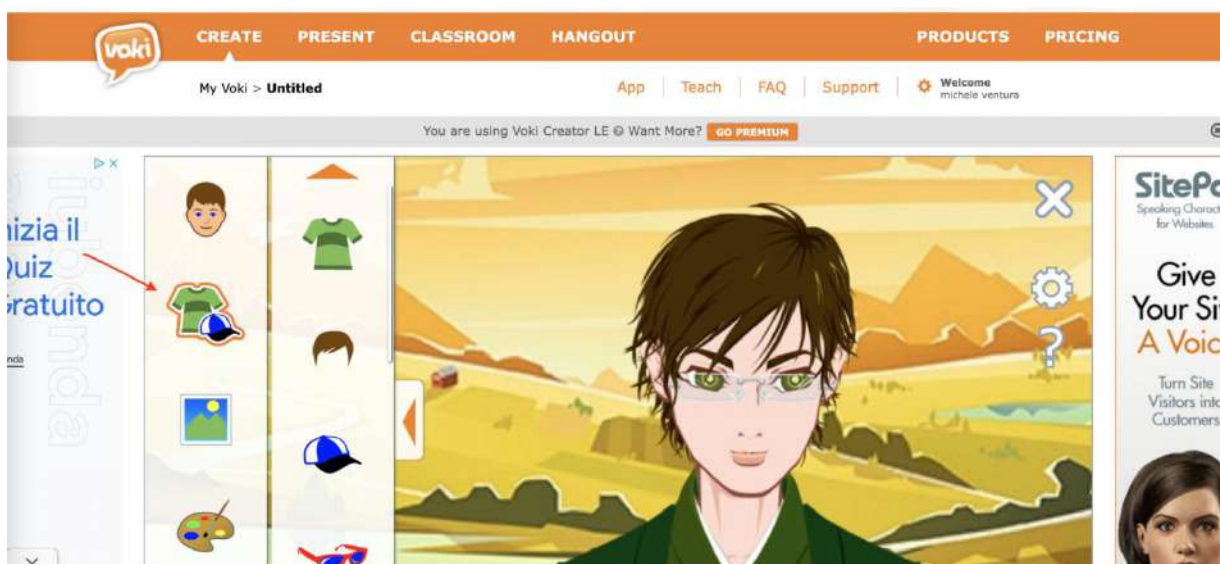 voki
CREATE PRESENT CLASSROOM HANGOUT PRODUCTS PRICING
My Voki > Untitled
App Teach FAQ Support
Welcome
michele ventura
You are using Voki Creator LE ☺ Want More? GO PREMIUM
nizia il
Quiz
Gratuito
nda
iubenda
SitePa
Speaking Charact
for Websites
Give
Your Sit
A Voic
Turn Site
Visitors into
Customers